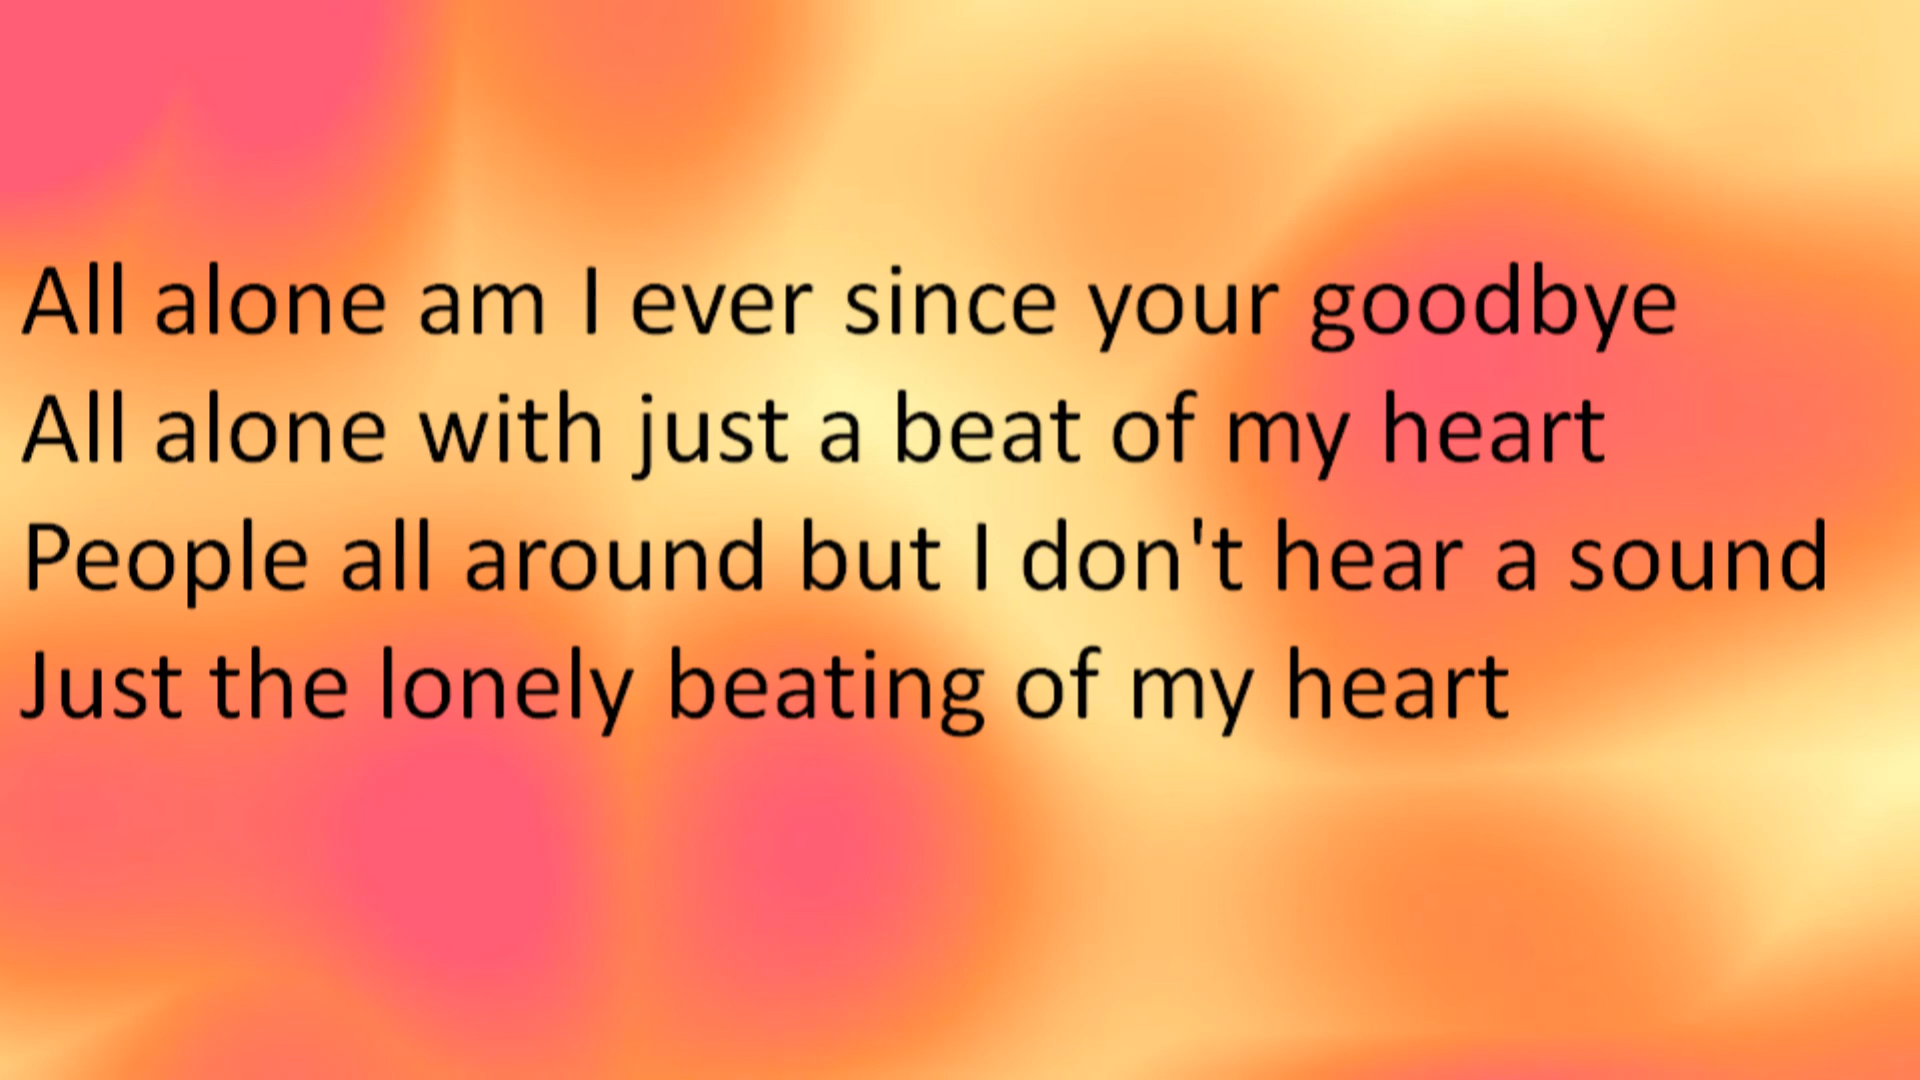 All alone am I ever since your goodbye
All alone with just a beat of my heart
People all around but I don't hear a sound
Just the lonely beating of my heart